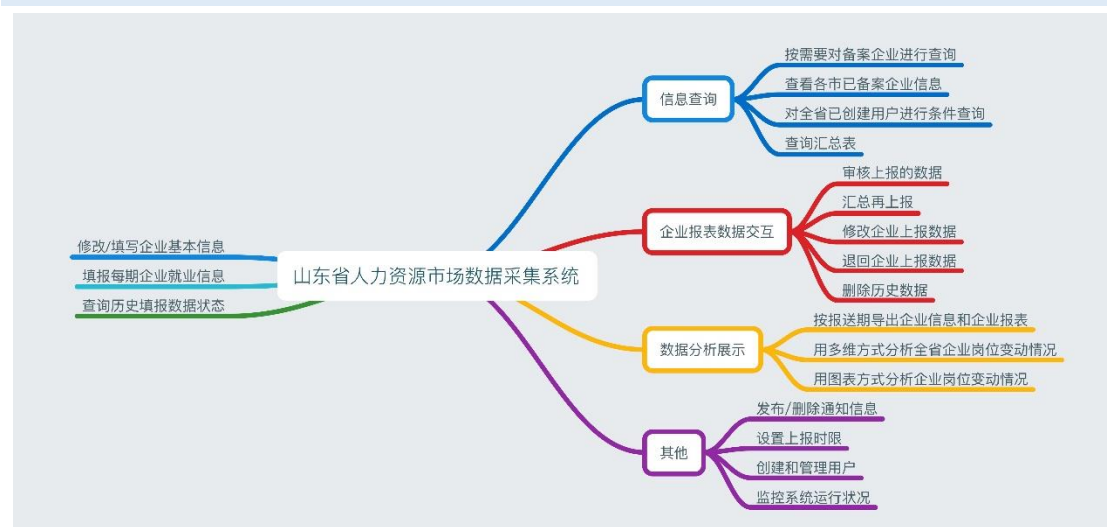 按需要对备案企业进行查询
查看各市已备案企业信息
信息查询
对全省已创建用户进行条件查询
查询汇总表
审核上报的数据
汇总再上报
企业报表数据交互
修改企业上报数据
退回企业上报数据
删除历史数据
修改/填写企业基本信息
填报每期企业就业信息
查询历史填报数据状态
山东省人力资源市场数据采集系统
按报送期导出企业信息和企业报表
数据分析展示
用多维方式分析全省企业岗位变动情况
用图表方式分析企业岗位变动情况
发布/删除通知信息
设置上报时限
其他
创建和管理用户
监控系统运行状况